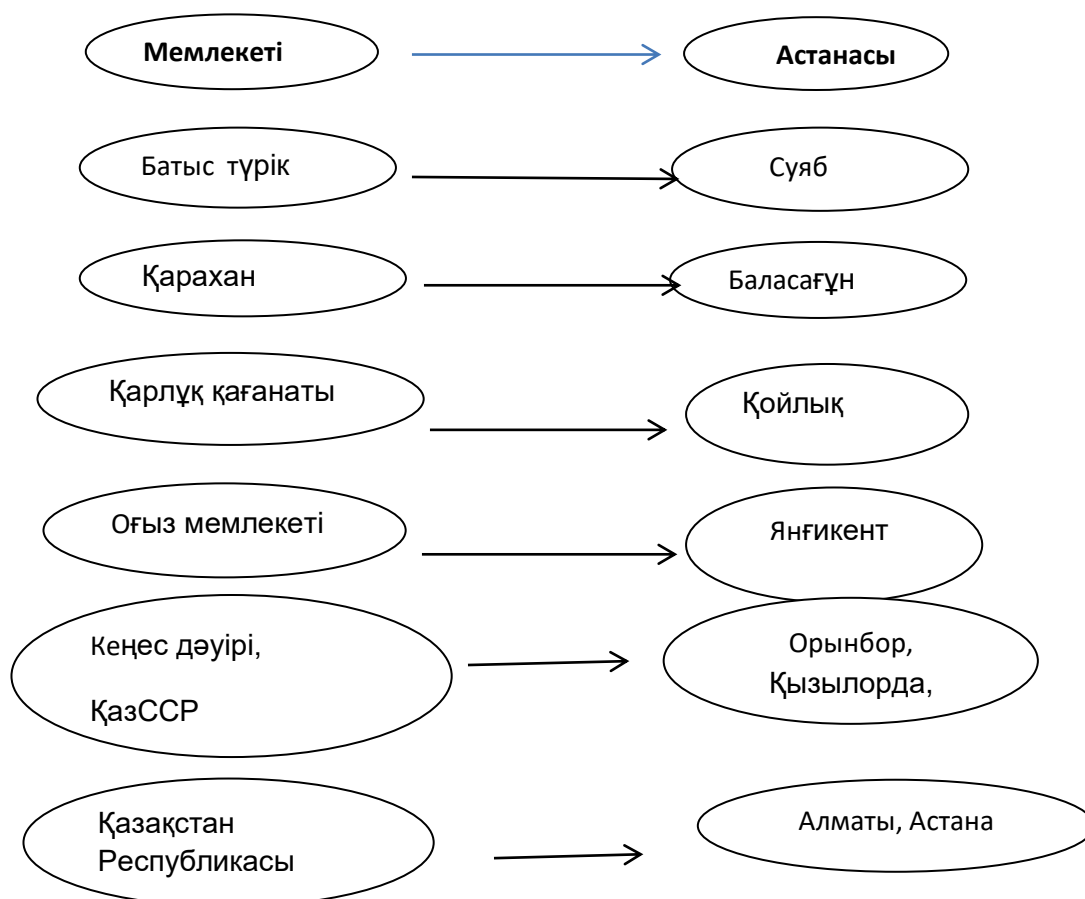 Мемлекеті
Астанасы
Батыс түрік
Суяб
Қарахан
Баласағұн
Қарлұқ қағанаты
Қойлық
Оғыз мемлекеті
Янғикент
Кеңес дәуірі,
ҚазССР
Орынбор,
Қызылорда,
Қазақстан
Республикасы
Алматы, Астана